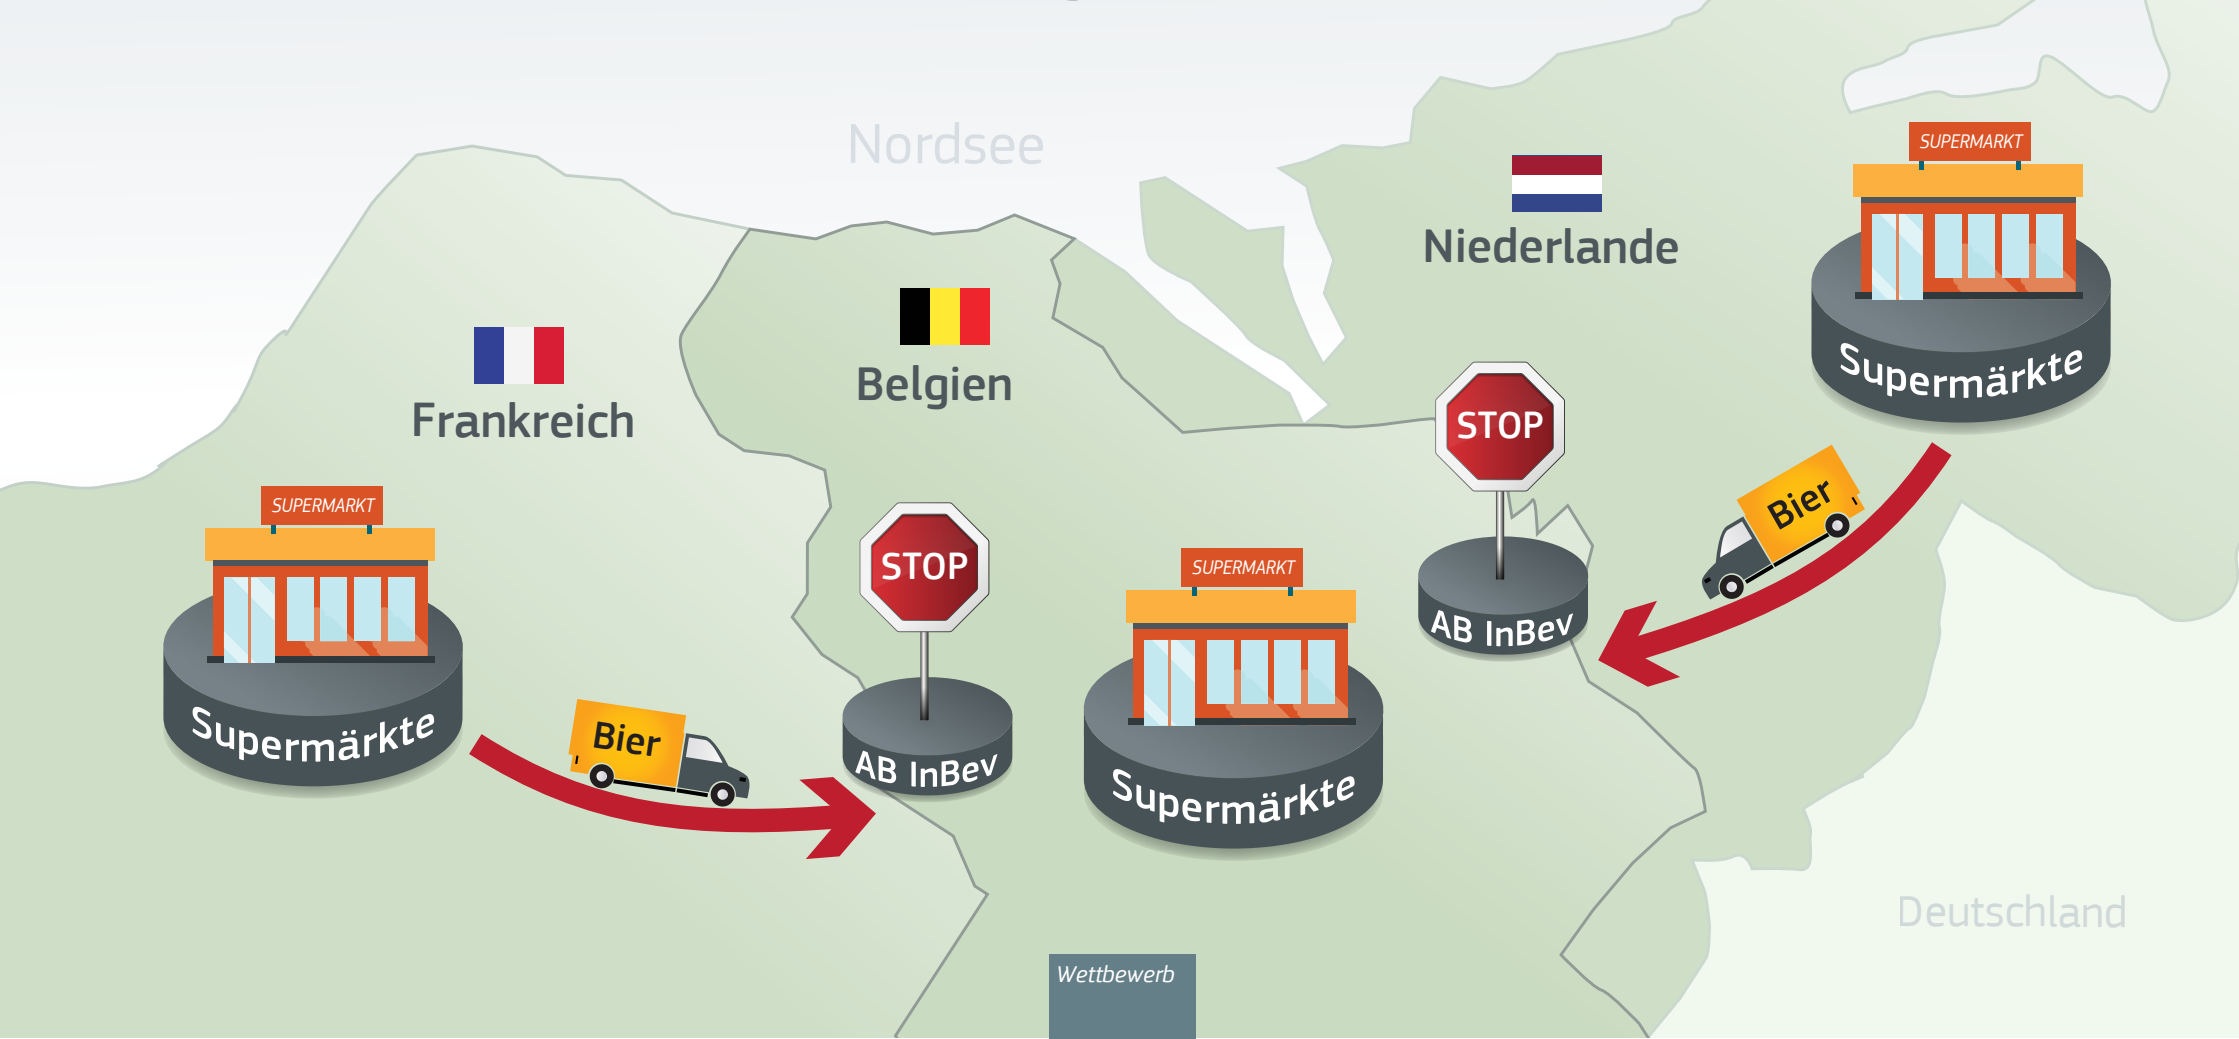 Nordsee
SUPERMARKT
Niederlande
Supermärkte
Belgien
Frankreich
STOP
Bier
SUPERMARKT
STOP
SUPERMARKT
AB InBev
Supermärkte
Bier
AB InBev
Supermärkte
Deutschland
Wettbewerb